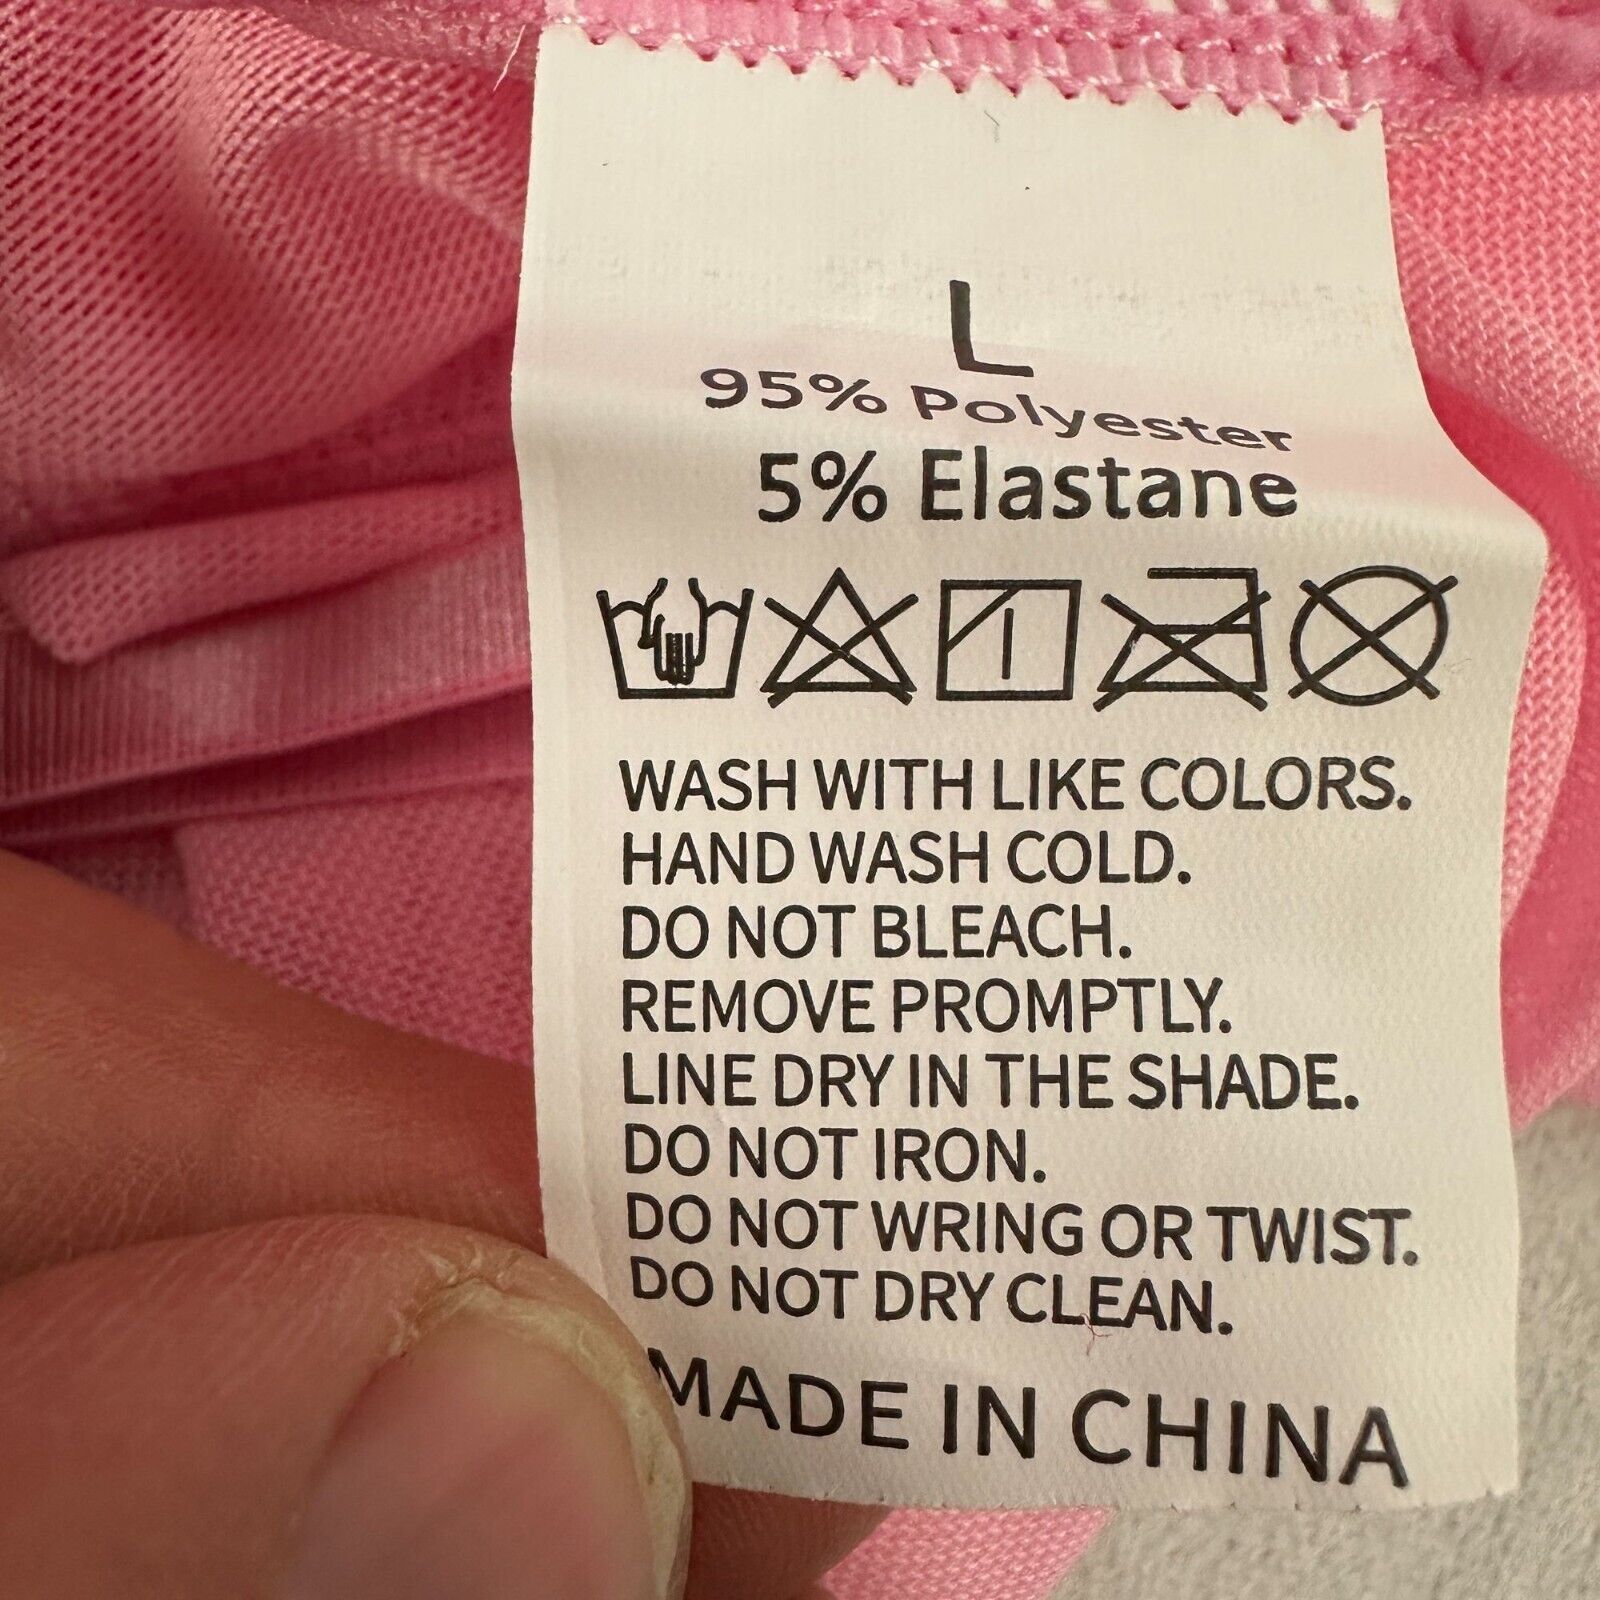 L
95% Polyester
5% Elastane
WASH WITH LIKE COLORS.
HAND WASH COLD.
DO NOT BLEACH.
REMOVE PROMPTLY.
LINE DRY IN THE SHADE.
DO NOT IRON.
DO NOT WRING OR TWIST.
DO NOT DRY CLEAN.
MADE IN CHINA